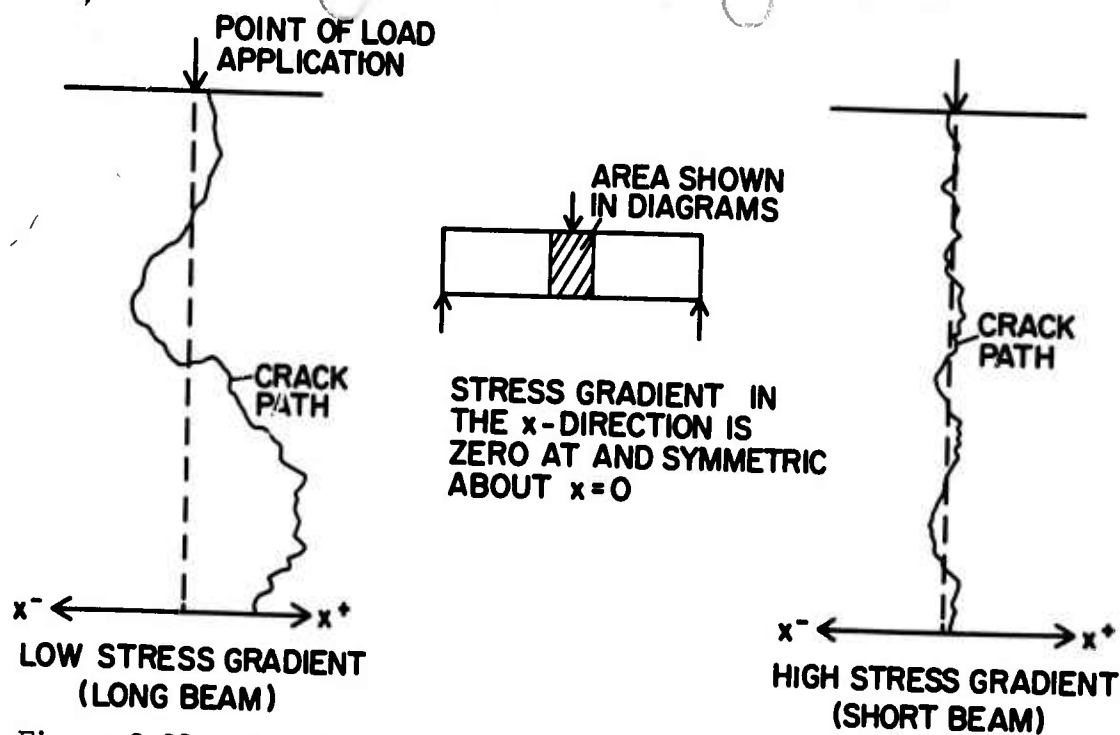 POINT OF LOAD
APPLICATION
CRACK
PATH
x⁻
x⁺
LOW STRESS GRADIENT
(LONG BEAM)
AREA SHOWN
IN DIAGRAMS
STRESS GRADIENT IN
THE x-DIRECTION IS
ZERO AT AND SYMMETRIC
ABOUT x=0
CRACK
PATH
x⁻
x⁺
HIGH STRESS GRADIENT
(SHORT BEAM)